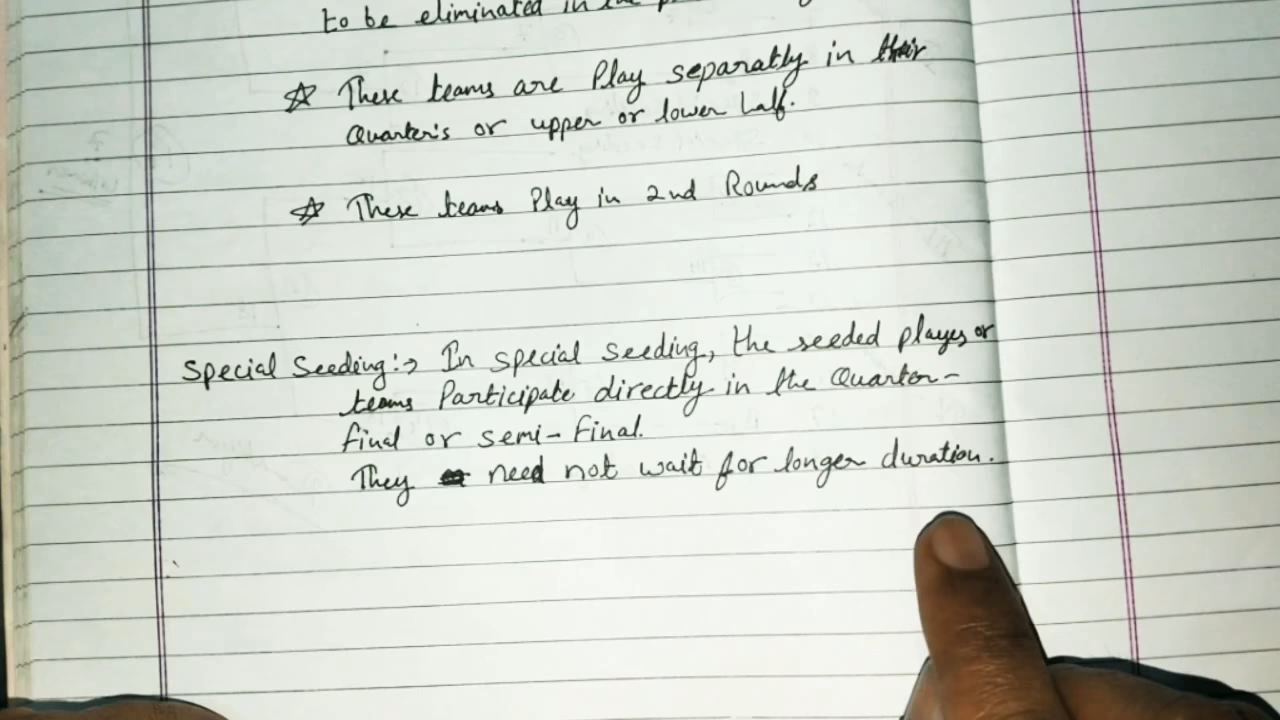 to be eliminated in the
☆ These teams are Play separatly in their
Quarter's or upper or lower half.
☆ These teams Play in 2nd Rounds
Special Seeding:→ In special seeding, the seeded playes or
teams Participate directly in the Quarter-
final or semi-final.
They need not wait for longer duration.